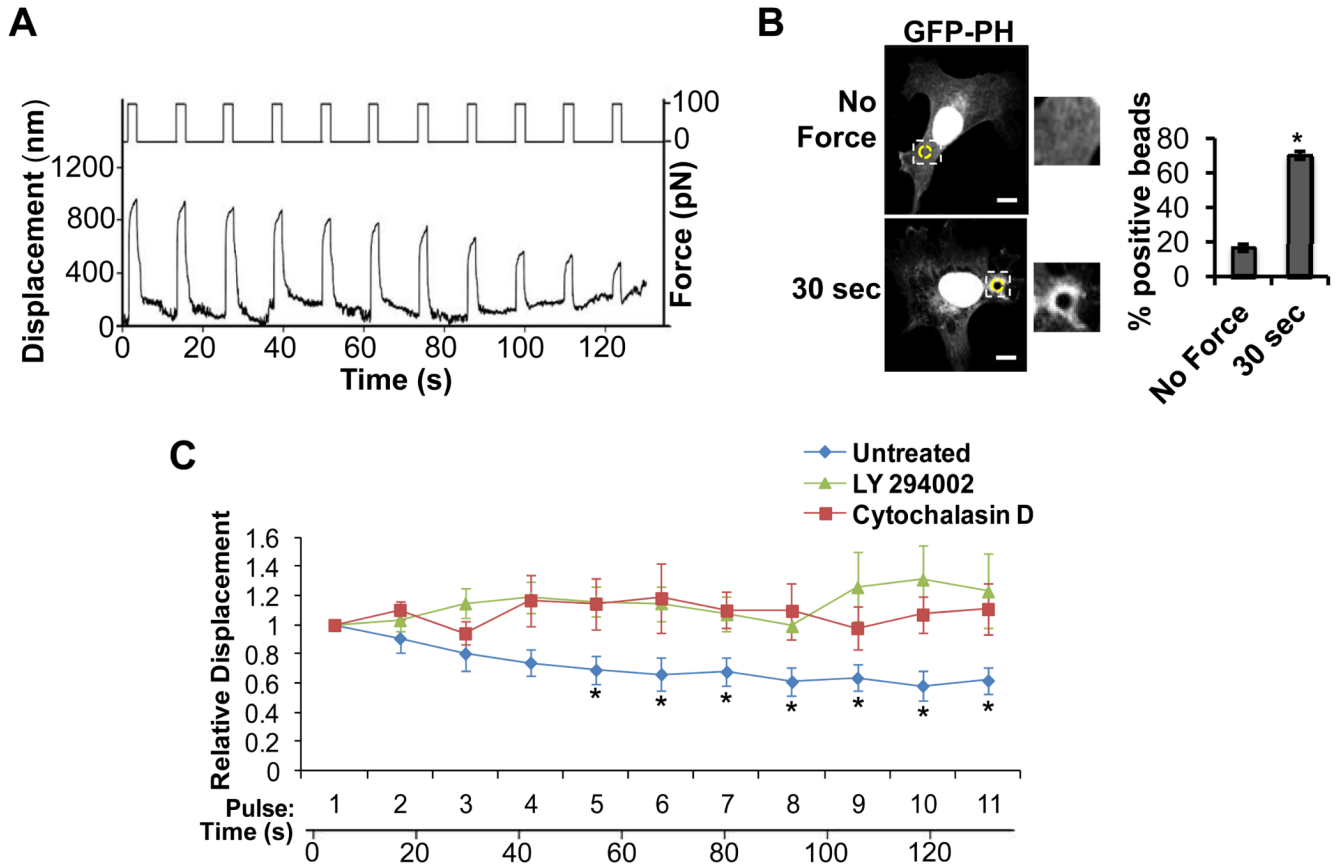 A
Displacement (nm)
1200
800
400
0
100
0
Force (pN)
0 20 40 60 80 100 120
Time (s)
B
GFP-PH
No
Force
30 sec
% positive beads
80
60
40
20
0
*
No Force
30 sec
C
Untreated
LY 294002
Cytochalasin D
Relative Displacement
1.6
1.4
1.2
1
0.8
0.6
0.4
0.2
0
* * * * * * *
Pulse: 1 2 3 4 5 6 7 8 9 10 11
Time (s)
0 20 40 60 80 100 120